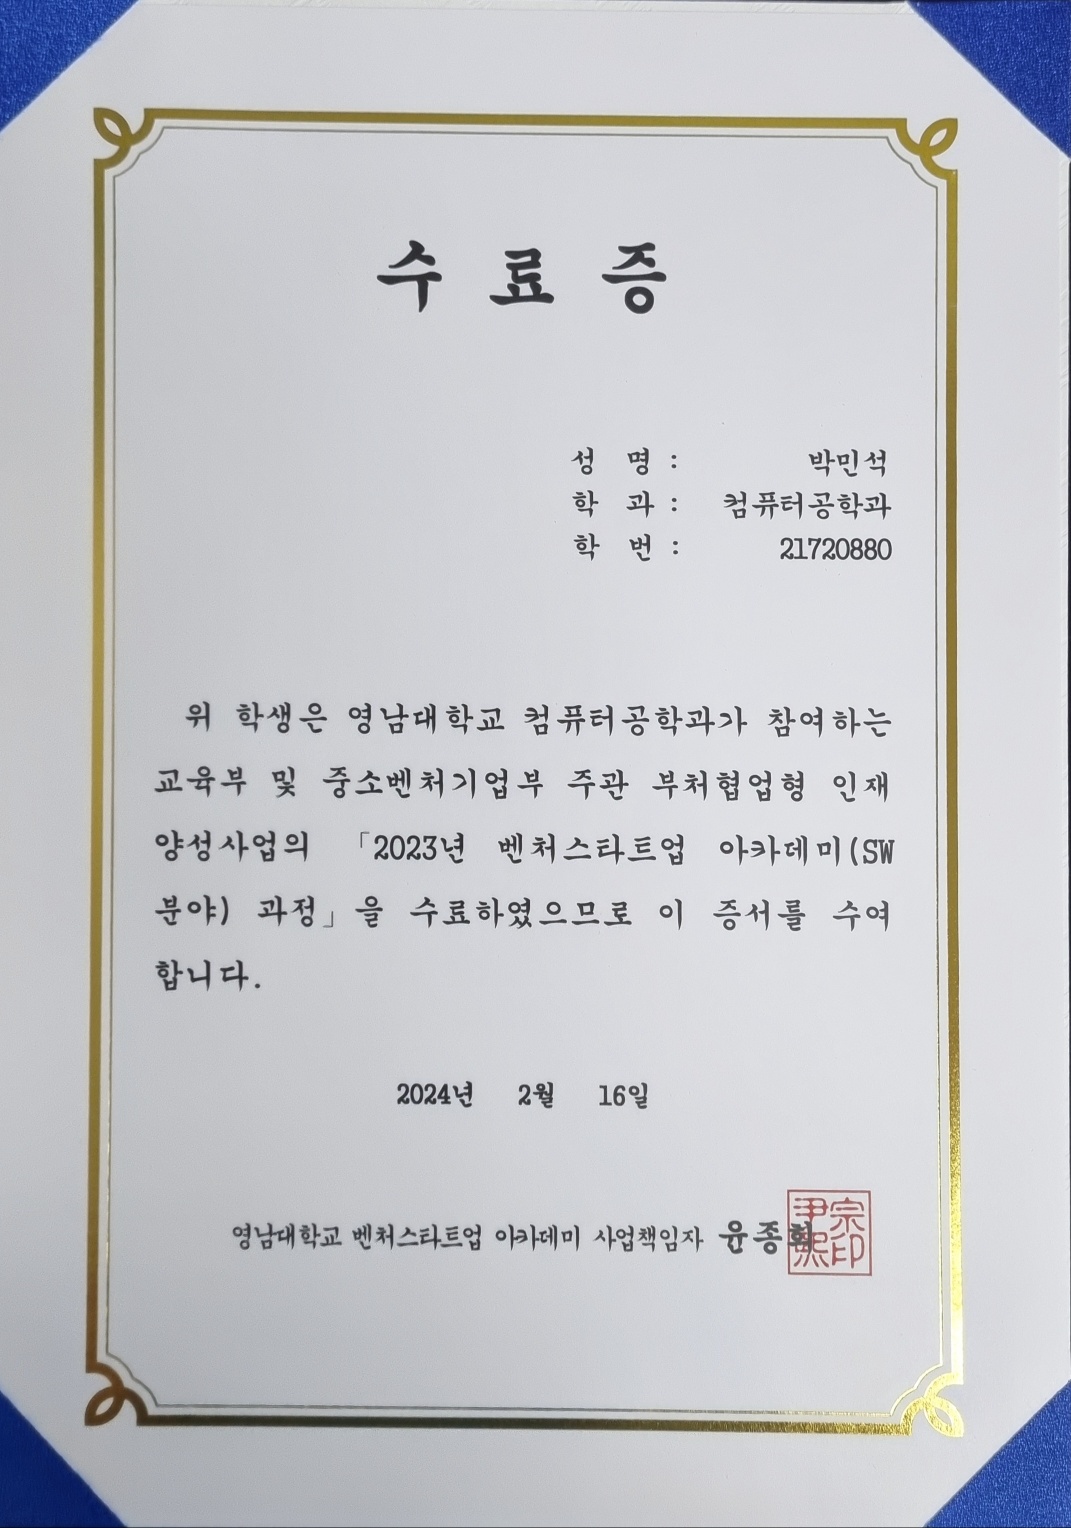 수 료 증
성 명 : 박민석
학 과 : 컴퓨터공학과
학 번 : 21720880
위 학생은 영남대학교 컴퓨터공학과가 참여하는
교육부 및 중소벤처기업부 주관 부처협업형 인재
양성사업의 「2023년 벤처스타트업 아카데미(SW
분야) 과정」을 수료하였으므로 이 증서를 수여
합니다.
2024년 2월 16일
영남대학교 벤처스타트업 아카데미 사업책임자 윤종희
尹宗熙印